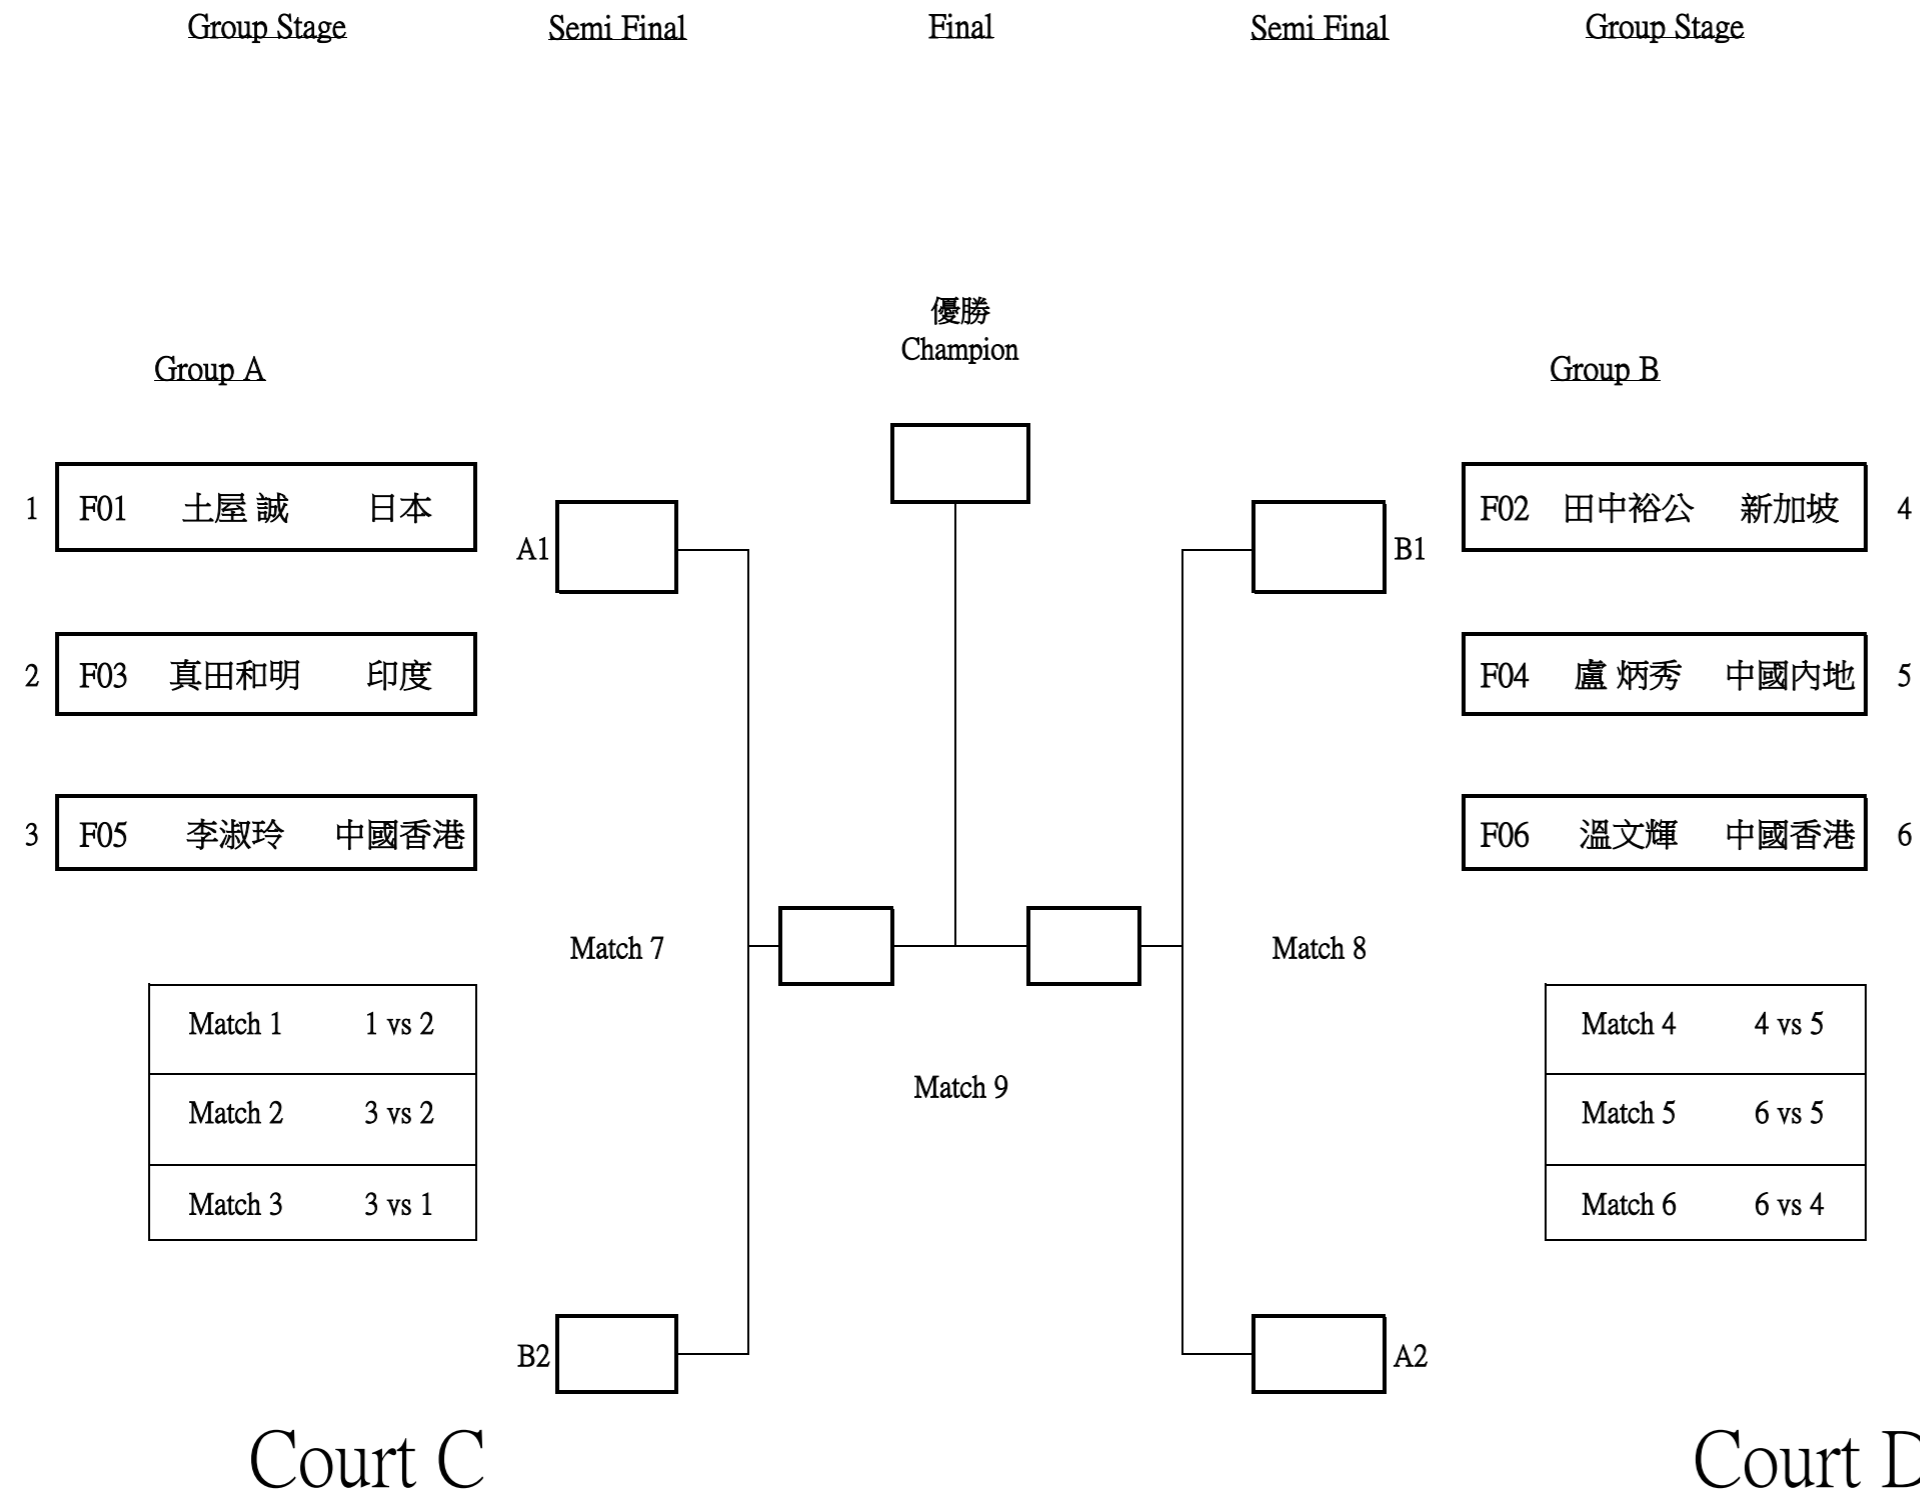 Group Stage Semi Final Final Semi Final Group Stage
優勝
Champion
Group A Group B
1 F01 土屋 誠 日本
A1
B1
F02 田中裕公 新加坡 4
2 F03 真田和明 印度
F04 盧 炳秀 中國內地 5
3 F05 李淑玲 中國香港
F06 溫文輝 中國香港 6
Match 7
Match 8
Match 1 1 vs 2
Match 4 4 vs 5
Match 9
Match 2 3 vs 2
Match 5 6 vs 5
Match 3 3 vs 1
Match 6 6 vs 4
B2
A2
Court C
Court D